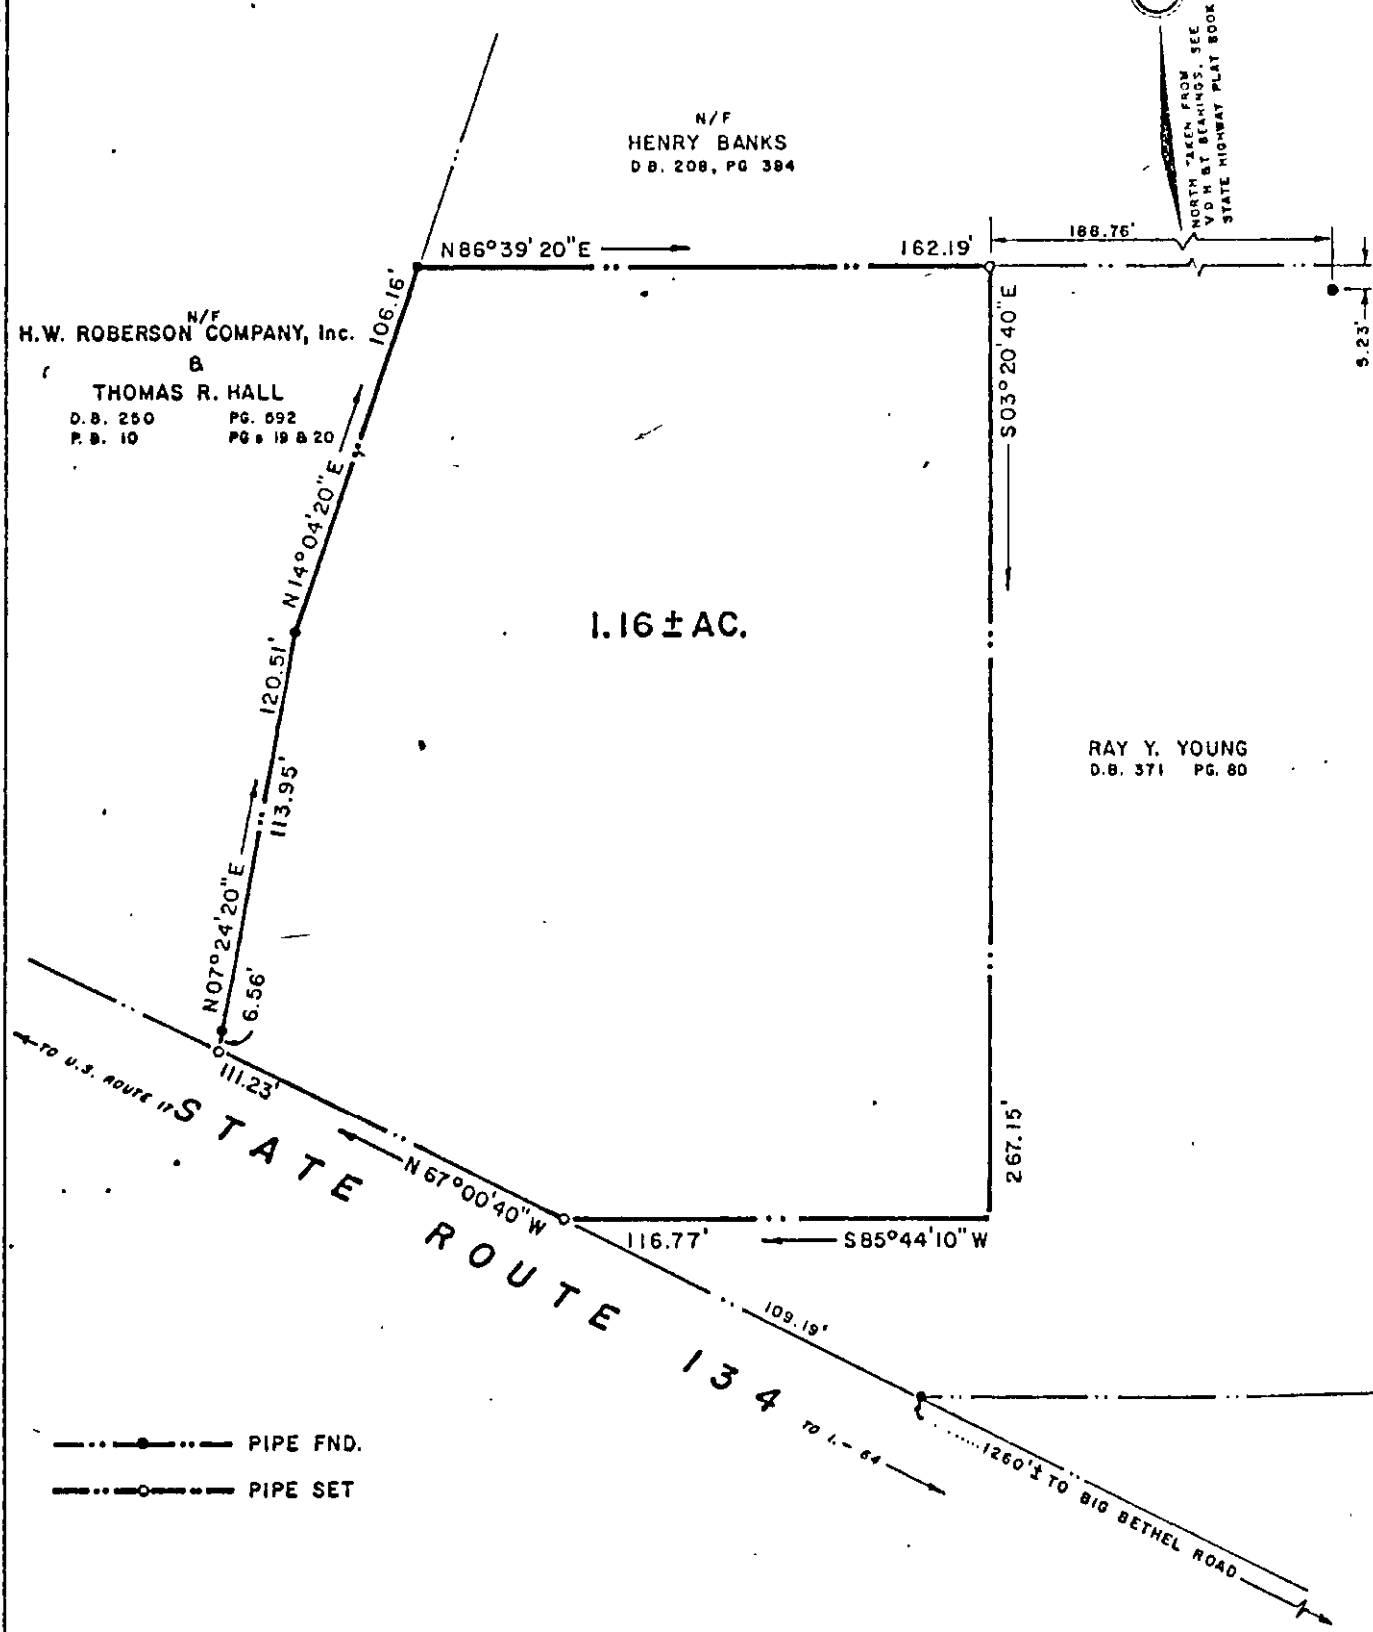 NORTH TAKEN FROM
V D H & T BEARINGS, SEE
STATE HIGHWAY PLAT BOOK
N/F
HENRY BANKS
D B. 208, PG 384
N86°39'20"E
162.19'
188.76'
5.23'
106.16'
N/F
H.W. ROBERSON COMPANY, Inc.
&
THOMAS R. HALL
D.B. 250 PG. 592
P. B. 10 PGs 19 & 20
S03°20'40"E
N14°04'20"E
1.16 ± AC.
120.51'
113.95'
RAY Y. YOUNG
D.B. 371 PG. 80
N07°24'20"E
6.56'
TO U.S. ROUTE 17
111.23'
267.15'
N 67°00'40"W
116.77'
S85°44'10"W
STATE ROUTE 134
109.19'
TO I - 64
1260'± TO BIG BETHEL ROAD
PIPE FND.
PIPE SET